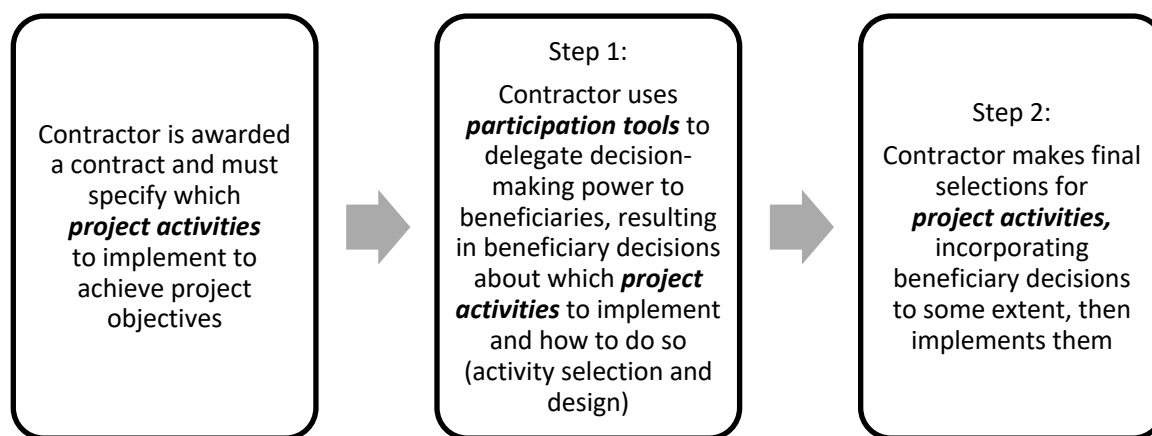 Contractor is awarded
a contract and must
specify which
project activities
to implement to
achieve project
objectives
Step 1:
Contractor uses
participation tools to
delegate decision-
making power to
beneficiaries, resulting
in beneficiary decisions
about which project
activities to implement
and how to do so
(activity selection and
design)
Step 2:
Contractor makes final
selections for
project activities,
incorporating
beneficiary decisions
to some extent, then
implements them